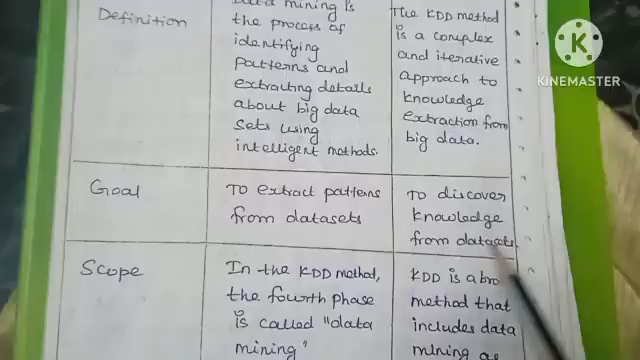 Definition
Data mining is
the process of
identifying
patterns and
extracting details
about big data
sets using
intelligent methods.
The KDD method
is a complex
and iterative
approach to
knowledge
extraction from
big data.
Goal
To extract patterns
from datasets
To discover
knowledge
from datasets
Scope
In the KDD method,
the fourth phase
is called "data
mining"
KDD is a bro
method that
includes data
mining as
K
KINEMASTER